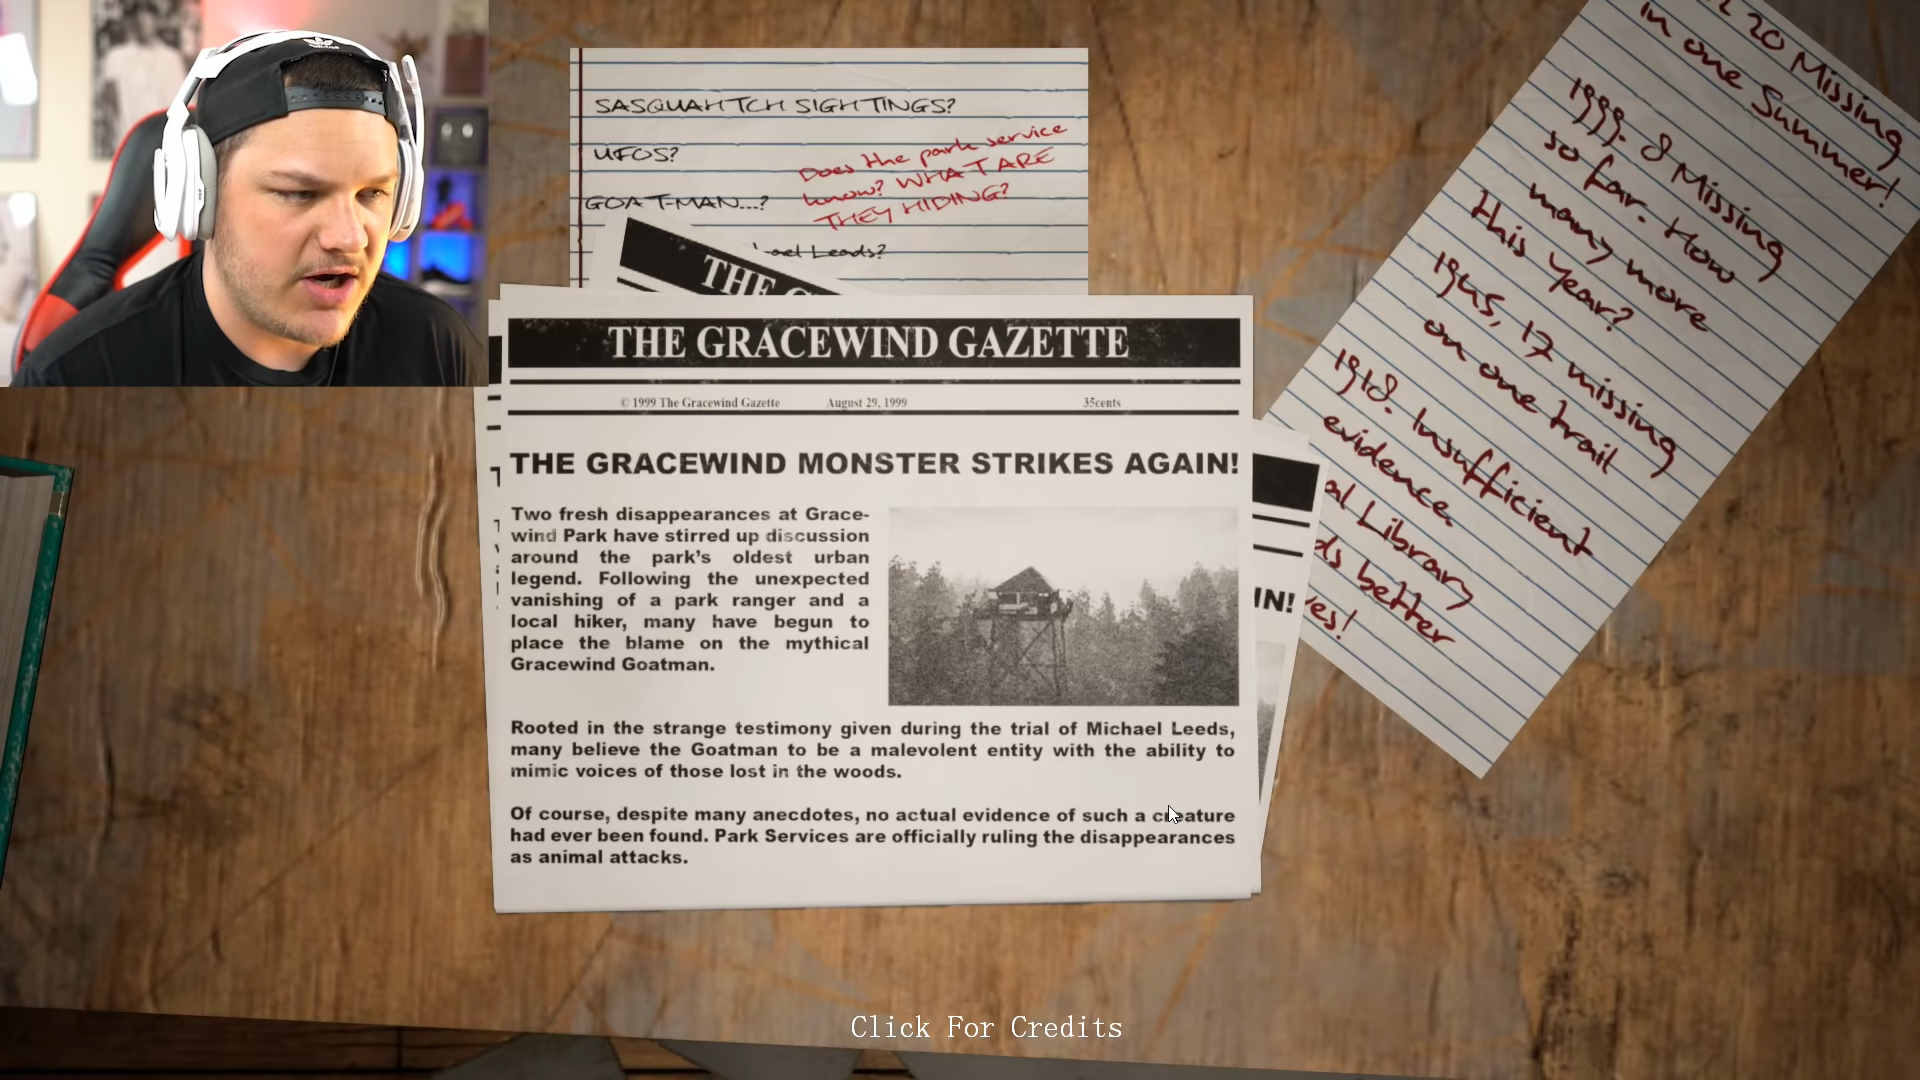 SASQUAHTCH SIGHTINGS?
UFOS?
Does the park service
know? WHAT ARE
THEY HIDING?
GOATMAN...?
ael Leeds?
THE G
THE GRACEWIND GAZETTE
© 1999 The Gracewind Gazette August 29, 1999 35cents
THE GRACEWIND MONSTER STRIKES AGAIN!
Two fresh disappearances at Grace-
wind Park have stirred up discussion
around the park's oldest urban
legend. Following the unexpected
vanishing of a park ranger and a
local hiker, many have begun to
place the blame on the mythical
Gracewind Goatman.
Rooted in the strange testimony given during the trial of Michael Leeds,
many believe the Goatman to be a malevolent entity with the ability to
mimic voices of those lost in the woods.
Of course, despite many anecdotes, no actual evidence of such a creature
had ever been found. Park Services are officially ruling the disappearances
as animal attacks.
IN!
20 Missing
in one Summer!
1999. 8 Missing
so far. How
many more
this year?
1945, 17 missing
on one trail
1918. Insufficient
evidence.
al Library
ds better
ves!
Click For Credits